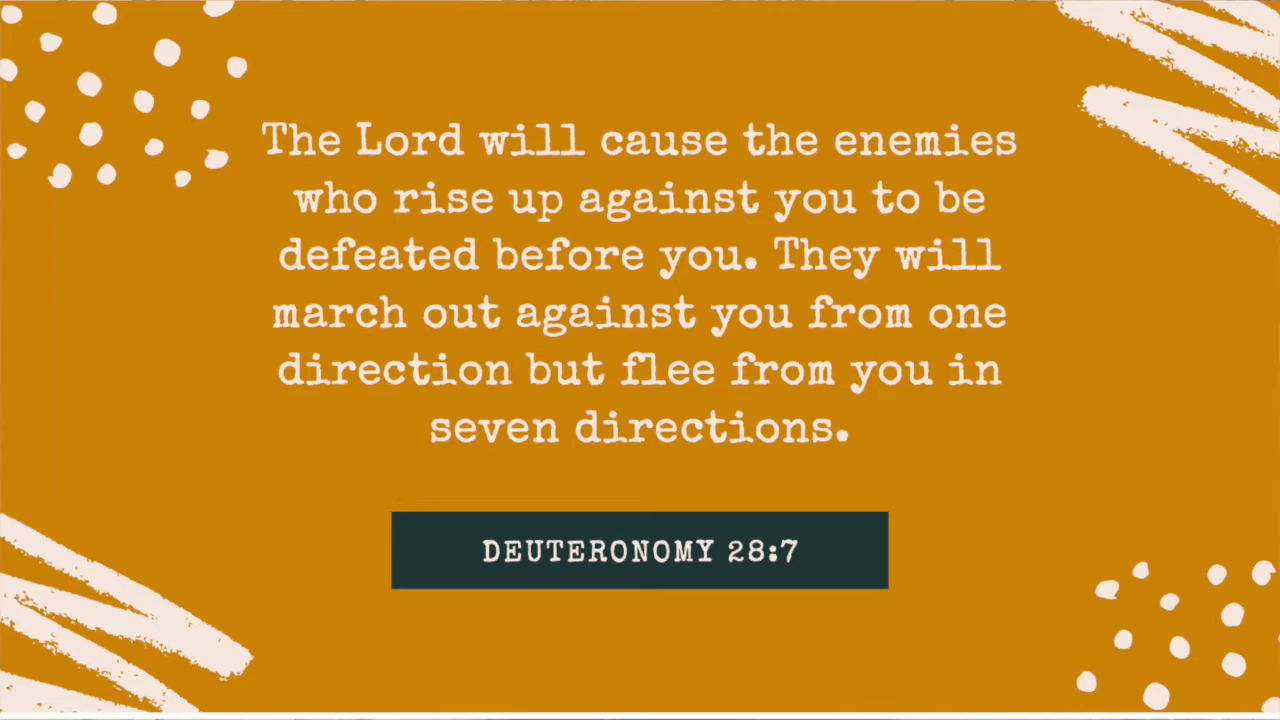 The Lord will cause the enemies
who rise up against you to be
defeated before you. They will
march out against you from one
direction but flee from you in
seven directions.
DEUTERONOMY 28:7